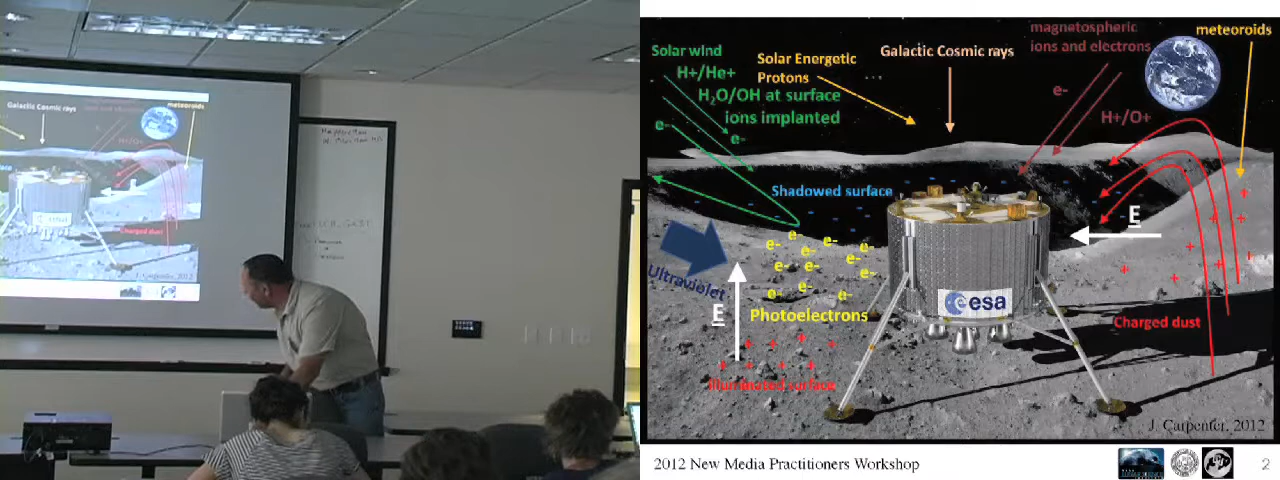 Galactic Cosmic rays
meteoroids
H+/O+
esa
Charged dust
J. Carpenter, 2012
Solar wind
H+/He+
H₂O/OH at surface
ions implanted
e-
e-
Solar Energetic
Protons
Galactic Cosmic rays
magnetospheric
ions and electrons
meteoroids
e-
H+/O+
Shadowed surface
E
Ultraviolet
E
e- e- e- e-
e- e- e- e-
e- e- e-
Photoelectrons
esa
Charged dust
Illuminated surface
J. Carpenter, 2012
2012 New Media Practitioners Workshop
2